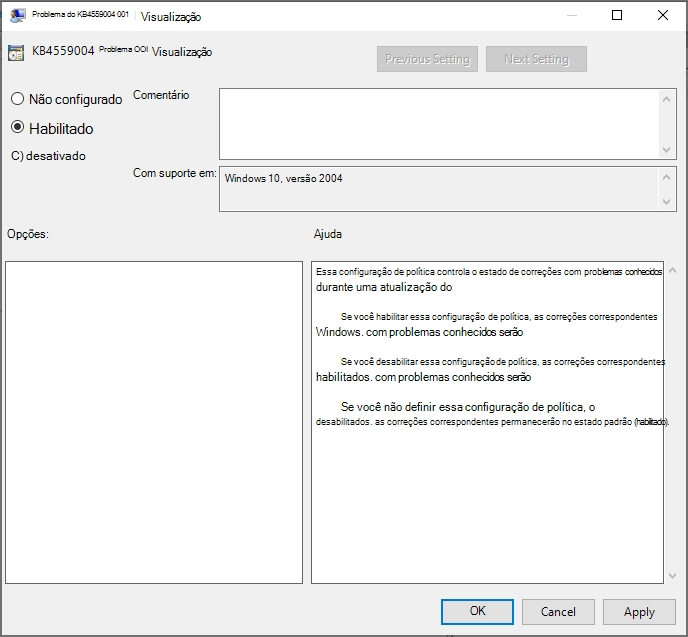 Problema do KB4559004 001 Visualização
KB4559004 Problema OOI Visualização
Previous Setting
Next Setting
Não configurado
Comentário
Habilitado
C) desativado
Com suporte em:
Windows 10, versão 2004
Opções:
Ajuda
Essa configuração de política controla o estado de correções com problemas conhecidos
durante uma atualização do
Se você habilitar essa configuração de política, as correções correspondentes
Windows. com problemas conhecidos serão
Se você desabilitar essa configuração de política, as correções correspondentes
habilitados. com problemas conhecidos serão
Se você não definir essa configuração de política, o
desabilitados. as correções correspondentes permanecerão no estado padrão (habilitado).
OK
Cancel
Apply